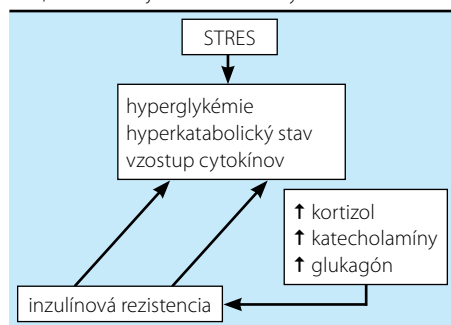 STRES
hyperglykémie
hyperkatabolický stav
vzostup cytokínov
↑ kortizol
↑ katecholamíny
↑ glukagón
inzulínová rezistencia